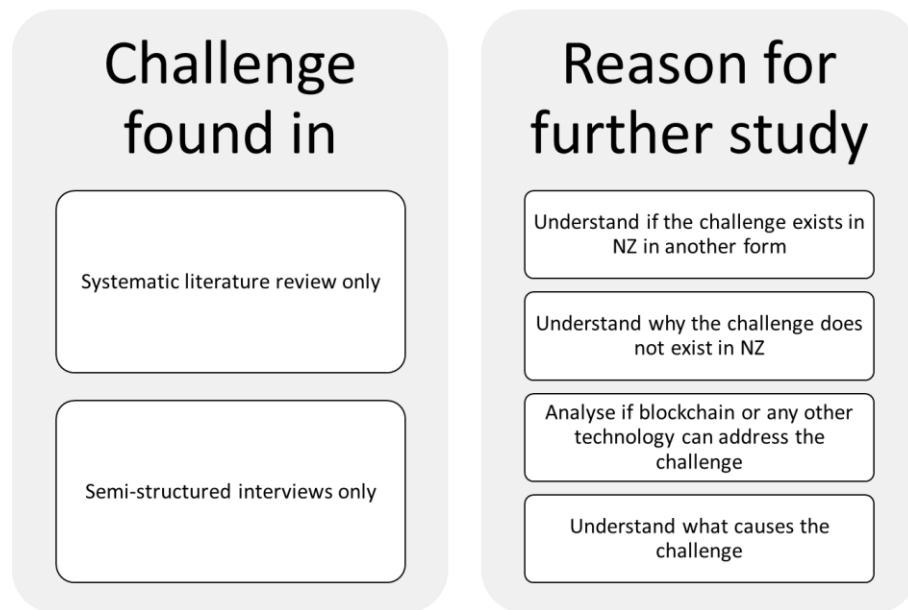 Challenge
found in
Systematic literature review only
Semi-structured interviews only
Reason for
further study
Understand if the challenge exists in
NZ in another form
Understand why the challenge does
not exist in NZ
Analyse if blockchain or any other
technology can address the
challenge
Understand what causes the
challenge